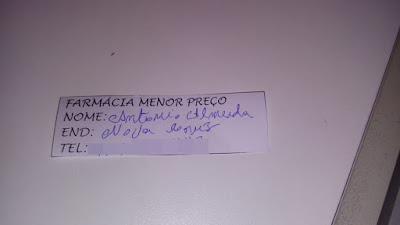 FARMÁCIA MENOR PREÇO
NOME: Antonio Almeida
END: Nova
TEL: